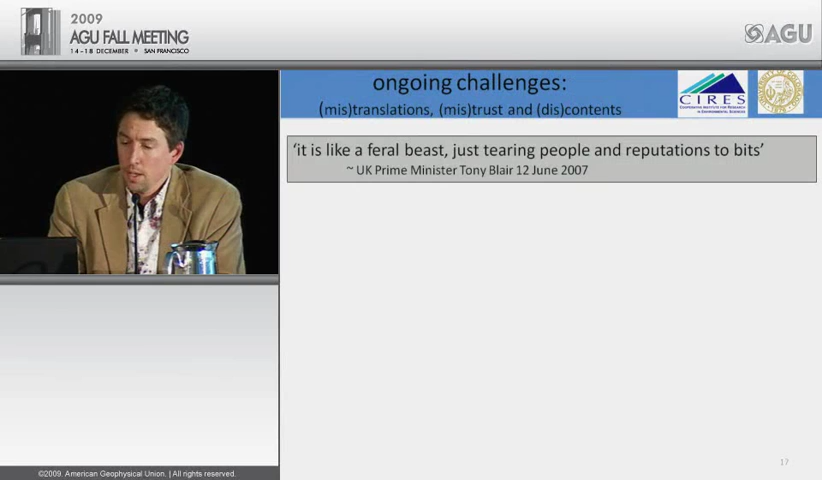 2009
AGU FALL MEETING
14–18 DECEMBER • SAN FRANCISCO
AGU
ongoing challenges:
(mis)translations, (mis)trust and (dis)contents
CIRES
'it is like a feral beast, just tearing people and reputations to bits'
~ UK Prime Minister Tony Blair 12 June 2007
17
©2009. American Geophysical Union. | All rights reserved.